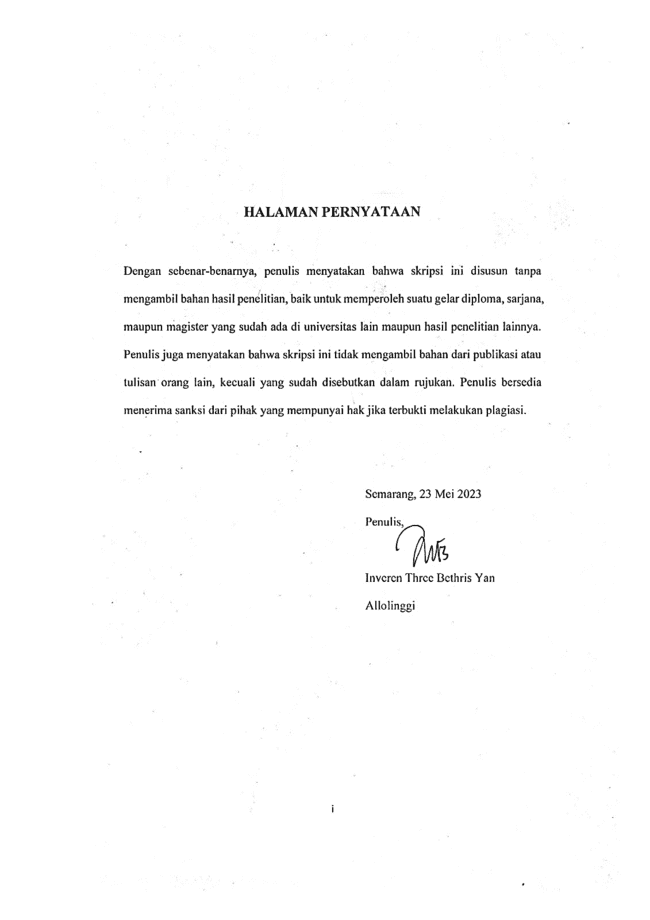 HALAMAN PERNYATAAN
Dengan sebenar-benarnya, penulis menyatakan bahwa skripsi ini disusun tanpa
mengambil bahan hasil penelitian, baik untuk memperoleh suatu gelar diploma, sarjana,
maupun magister yang sudah ada di universitas lain maupun hasil penelitian lainnya.
Penulis juga menyatakan bahwa skripsi ini tidak mengambil bahan dari publikasi atau
tulisan orang lain, kecuali yang sudah disebutkan dalam rujukan. Penulis bersedia
menerima sanksi dari pihak yang mempunyai hak jika terbukti melakukan plagiasi.
Semarang, 23 Mei 2023
Penulis,
Inveren Three Bethris Yan
Allolinggi
i